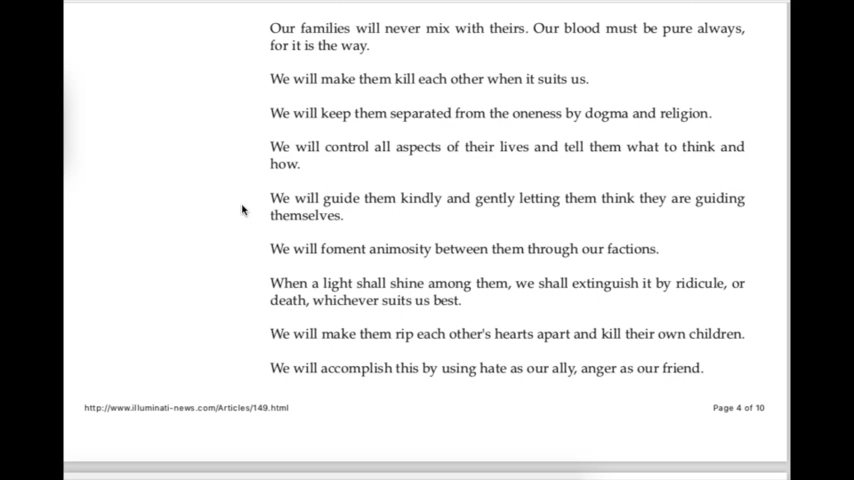 Our families will never mix with theirs. Our blood must be pure always,
for it is the way.
We will make them kill each other when it suits us.
We will keep them separated from the oneness by dogma and religion.
We will control all aspects of their lives and tell them what to think and
how.
We will guide them kindly and gently letting them think they are guiding
themselves.
We will foment animosity between them through our factions.
When a light shall shine among them, we shall extinguish it by ridicule, or
death, whichever suits us best.
We will make them rip each other's hearts apart and kill their own children.
We will accomplish this by using hate as our ally, anger as our friend.
http://www.illuminati-news.com/Articles/149.html Page 4 of 10